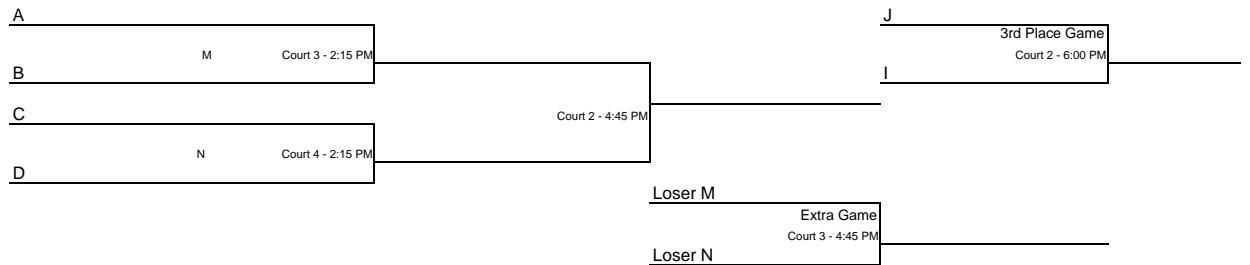 A
M Court 3 - 2:15 PM
B
C
N Court 4 - 2:15 PM
D
Court 2 - 4:45 PM
Loser M
Extra Game
Court 3 - 4:45 PM
Loser N
J
3rd Place Game
Court 2 - 6:00 PM
I